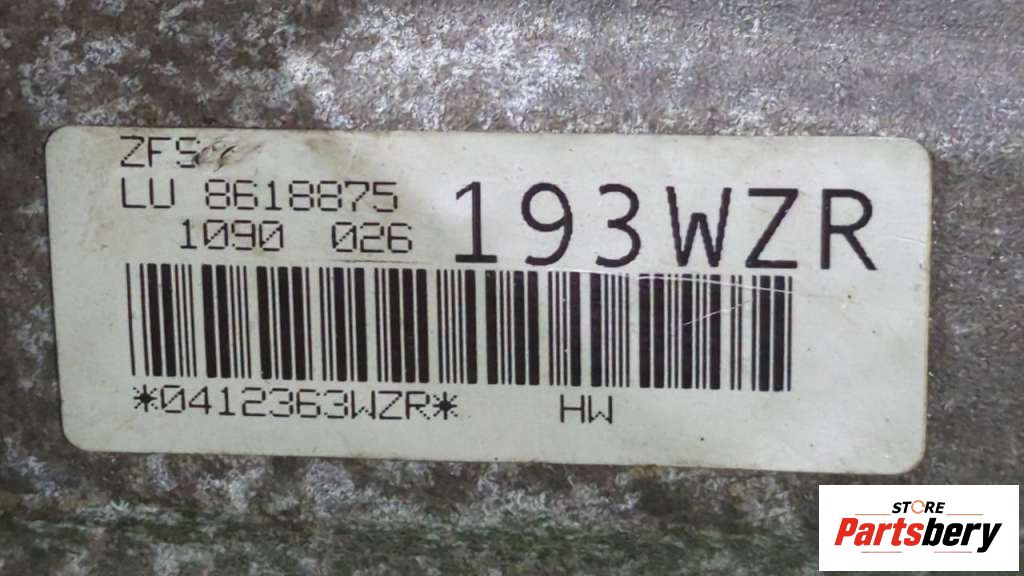 ZFS
LU 8618875
1090 026
193WZR
*0412363WZR* HW
STORE
Partsbery